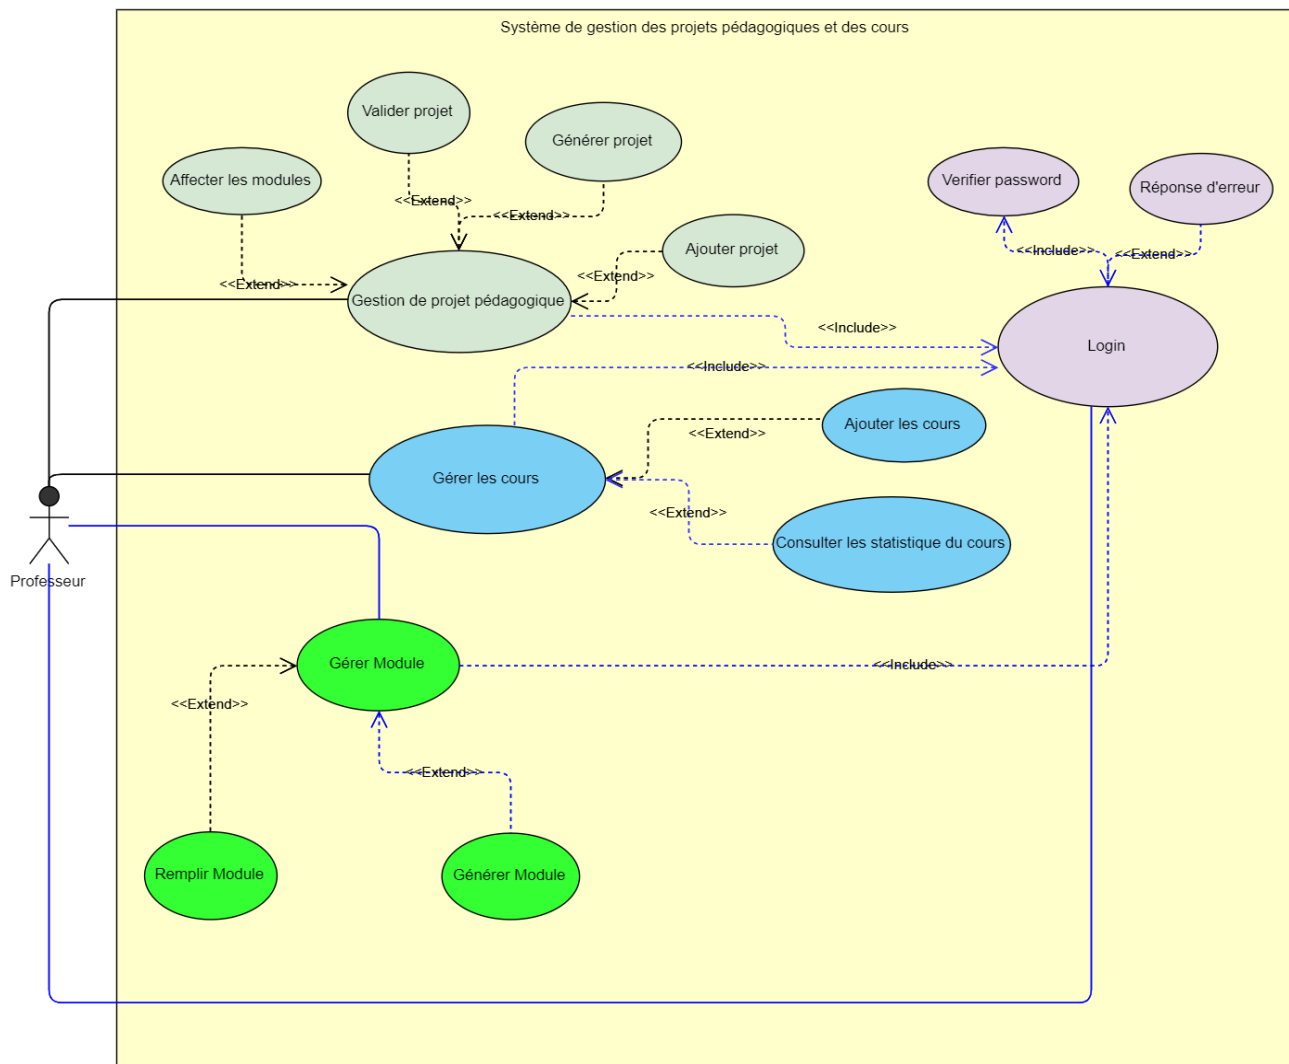 Système de gestion des projets pédagogiques et des cours
Valider projet
Générer projet
Affecter les modules
Verifier password
Réponse d'erreur
<<Extend>>
<<Extend>>
Ajouter projet
<<Include>>
<<Extend>>
<<Extend>>
<<Extend>>
Gestion de projet pédagogique
<<Include>>
Login
<<Include>>
Ajouter les cours
<<Extend>>
Gérer les cours
<<Extend>>
Consulter les statistique du cours
Professeur
Gérer Module
<<Include>>
<<Extend>>
<<Extend>>
Remplir Module
Générer Module